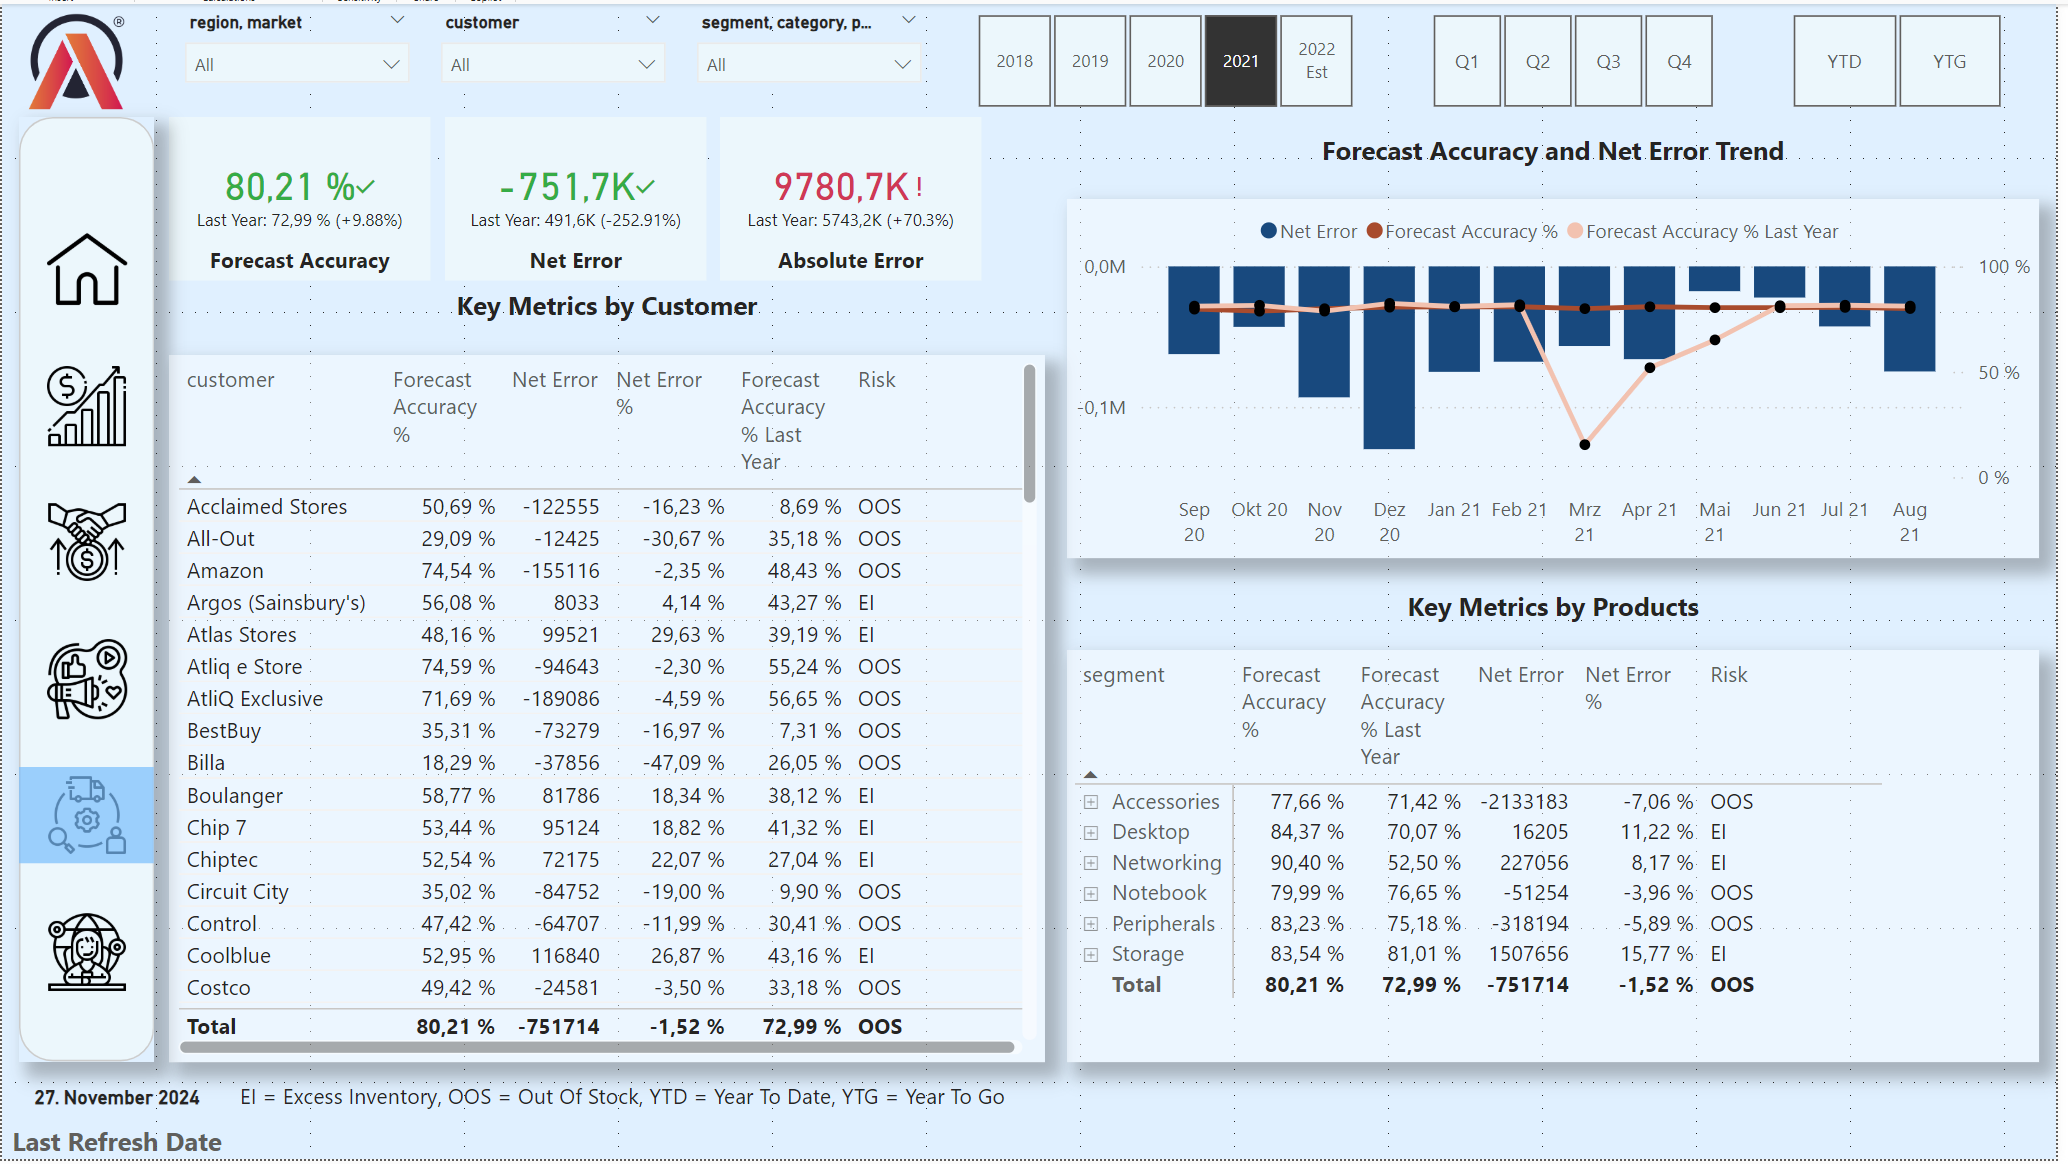 region, market
customer
segment, category, p...
All
All
All
2018
2019
2020
2021
2022
Est
Q1
Q2
Q3
Q4
YTD
YTG
®
80,21 %
Last Year: 72,99 % (+9.88%)
Forecast Accuracy
-751,7K
Last Year: 491,6K (-252.91%)
Net Error
9780,7K!
Last Year: 5743,2K (+70.3%)
Absolute Error
Key Metrics by Customer
customer Forecast Accuracy % Net Error Net Error % Forecast Accuracy % Last Year Risk
Acclaimed Stores 50,69 % -122555 -16,23 % 8,69 % OOS
All-Out 29,09 % -12425 -30,67 % 35,18 % OOS
Amazon 74,54 % -155116 -2,35 % 48,43 % OOS
Argos (Sainsbury's) 56,08 % 8033 4,14 % 43,27 % EI
Atlas Stores 48,16 % 99521 29,63 % 39,19 % EI
Atliq e Store 74,59 % -94643 -2,30 % 55,24 % OOS
AtliQ Exclusive 71,69 % -189086 -4,59 % 56,65 % OOS
BestBuy 35,31 % -73279 -16,97 % 7,31 % OOS
Billa 18,29 % -37856 -47,09 % 26,05 % OOS
Boulanger 58,77 % 81786 18,34 % 38,12 % EI
Chip 7 53,44 % 95124 18,82 % 41,32 % EI
Chiptec 52,54 % 72175 22,07 % 27,04 % EI
Circuit City 35,02 % -84752 -19,00 % 9,90 % OOS
Control 47,42 % -64707 -11,99 % 30,41 % OOS
Coolblue 52,95 % 116840 26,87 % 43,16 % EI
Costco 49,42 % -24581 -3,50 % 33,18 % OOS
Total 80,21 % -751714 -1,52 % 72,99 % OOS
Forecast Accuracy and Net Error Trend
Net Error Forecast Accuracy % Forecast Accuracy % Last Year
0,0M
-0,1M
100 %
50 %
0 %
Sep 20
Okt 20
Nov 20
Dez 20
Jan 21
Feb 21
Mrz 21
Apr 21
Mai 21
Jun 21
Jul 21
Aug 21
Key Metrics by Products
segment Forecast Accuracy % Forecast Accuracy % Last Year Net Error Net Error % Risk
Accessories 77,66 % 71,42 % -2133183 -7,06 % OOS
Desktop 84,37 % 70,07 % 16205 11,22 % EI
Networking 90,40 % 52,50 % 227056 8,17 % EI
Notebook 79,99 % 76,65 % -51254 -3,96 % OOS
Peripherals 83,23 % 75,18 % -318194 -5,89 % OOS
Storage 83,54 % 81,01 % 1507656 15,77 % EI
Total 80,21 % 72,99 % -751714 -1,52 % OOS
27. November 2024
EI = Excess Inventory, OOS = Out Of Stock, YTD = Year To Date, YTG = Year To Go
Last Refresh Date